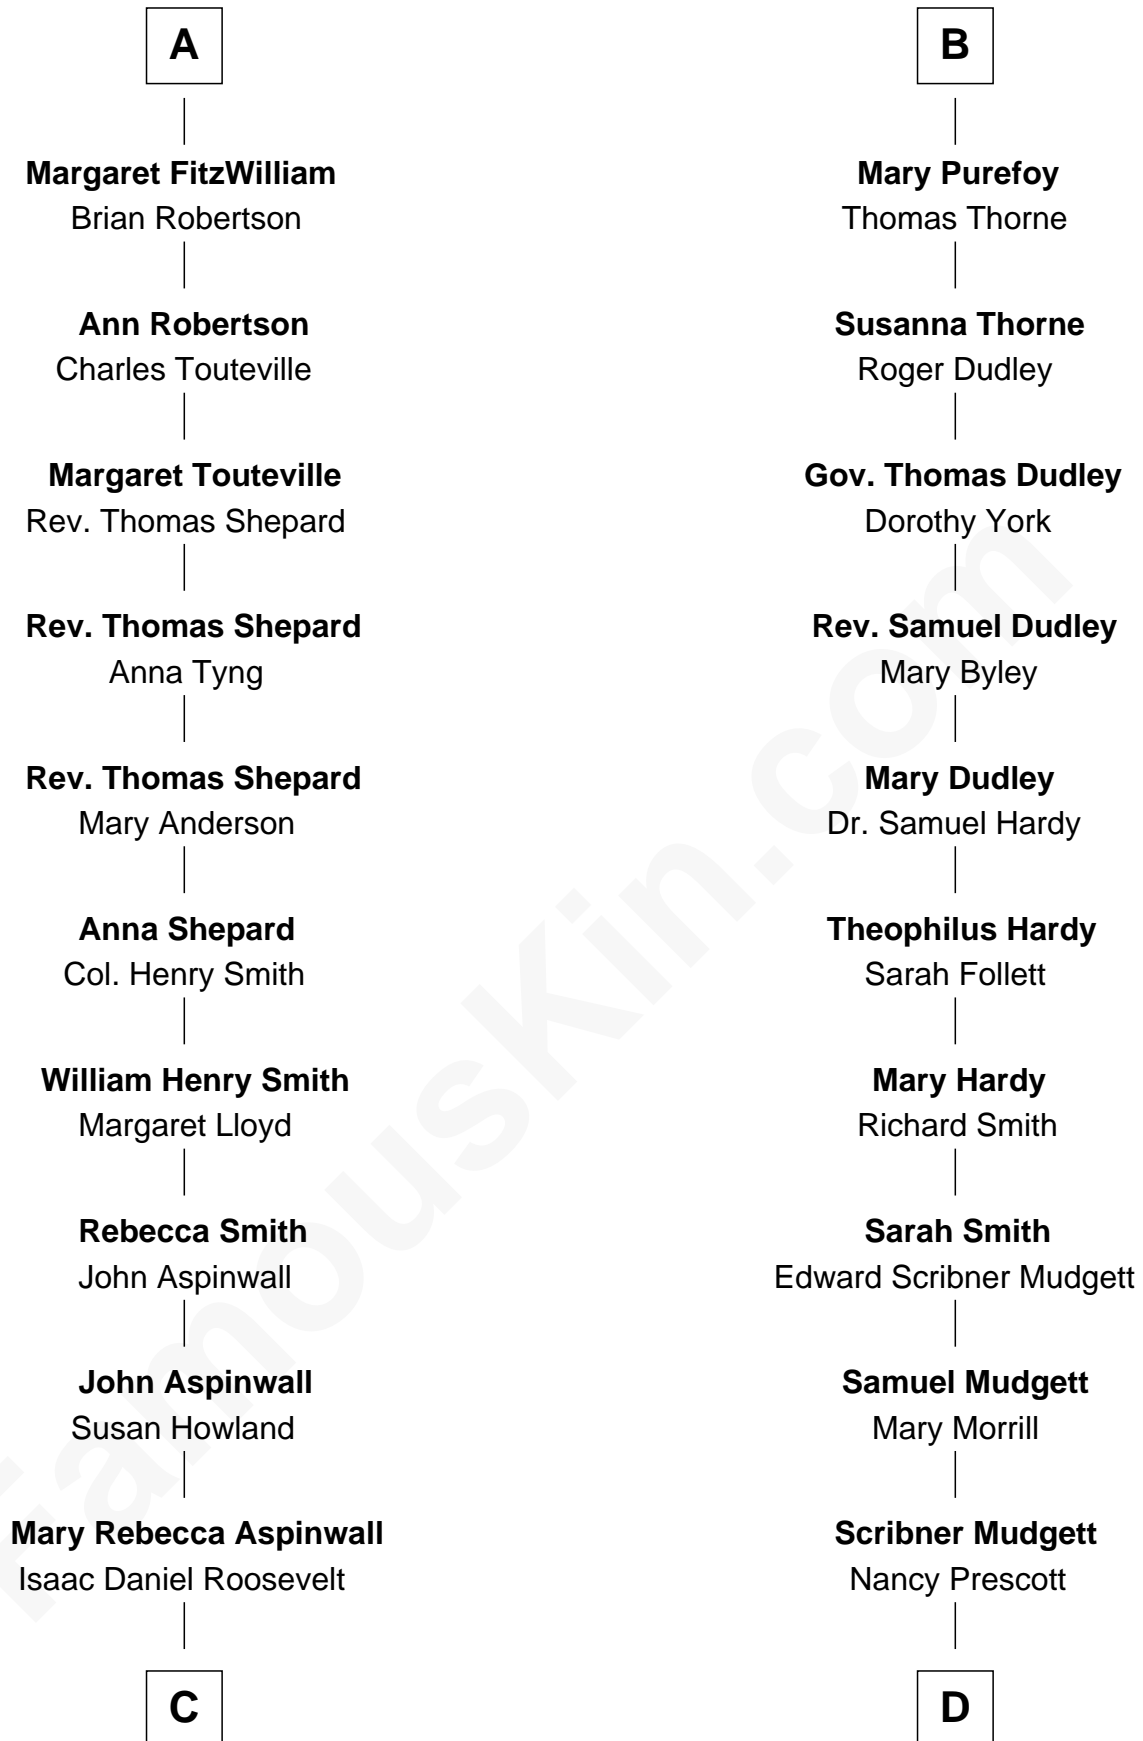 A
Margaret FitzWilliam
Brian Robertson
Ann Robertson
Charles Touteville
Margaret Touteville
Rev. Thomas Shepard
Rev. Thomas Shepard
Anna Tyng
Rev. Thomas Shepard
Mary Anderson
Anna Shepard
Col. Henry Smith
William Henry Smith
Margaret Lloyd
Rebecca Smith
John Aspinwall
John Aspinwall
Susan Howland
Mary Rebecca Aspinwall
Isaac Daniel Roosevelt
C
B
Mary Purefoy
Thomas Thorne
Susanna Thorne
Roger Dudley
Gov. Thomas Dudley
Dorothy York
Rev. Samuel Dudley
Mary Byley
Mary Dudley
Dr. Samuel Hardy
Theophilus Hardy
Sarah Follett
Mary Hardy
Richard Smith
Sarah Smith
Edward Scribner Mudgett
Samuel Mudgett
Mary Morrill
Scribner Mudgett
Nancy Prescott
D
FamousKin.com